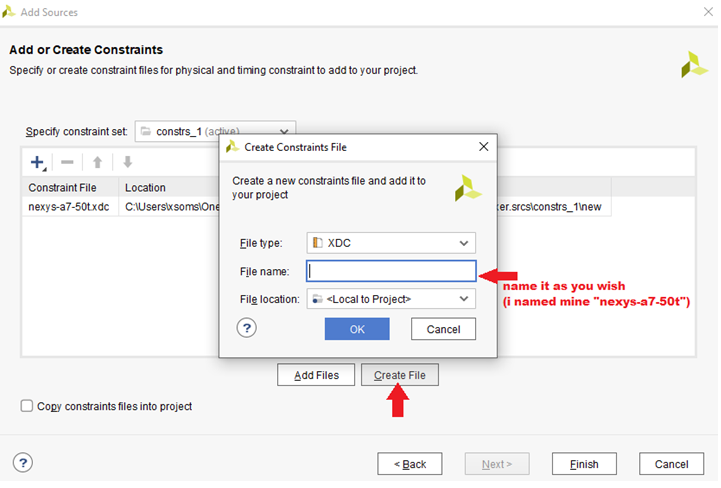 Add Sources
Add or Create Constraints
Specify or create constraint files for physical and timing constraint to add to your project.
Specify constraint set:
constrs_1 (active)
Constraint File
Location
nexys-a7-50t.xdc
C:\Users\xsoms\One
xer.srcs\constrs_1\new
Create Constraints File
Create a new constraints file and add it to
your project
File type:
XDC
File name:
File location:
<Local to Project>
?
OK
Cancel
name it as you wish
(i named mine "nexys-a7-50t")
Add Files
Create File
Copy constraints files into project
?
< Back
Next >
Finish
Cancel